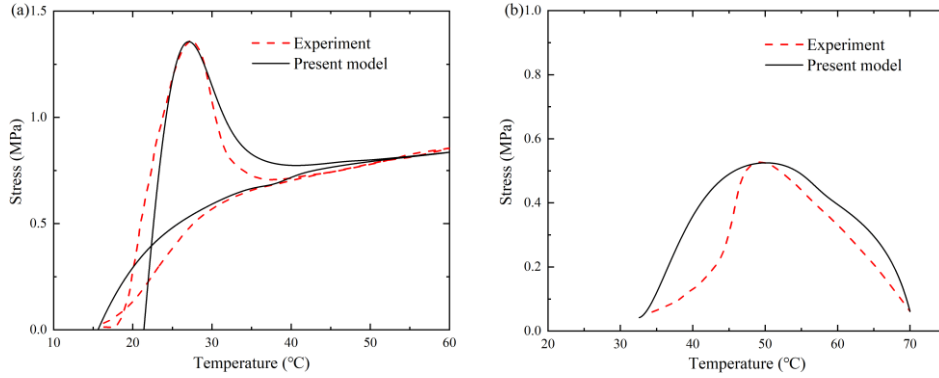 (a)
1.5
1.0
0.5
0.0
10
20
30
40
50
60
Stress (MPa)
Temperature (℃)
Experiment
Present model
(b)
1.0
0.8
0.6
0.4
0.2
0.0
20
30
40
50
60
70
Stress (MPa)
Temperature (℃)
Experiment
Present model